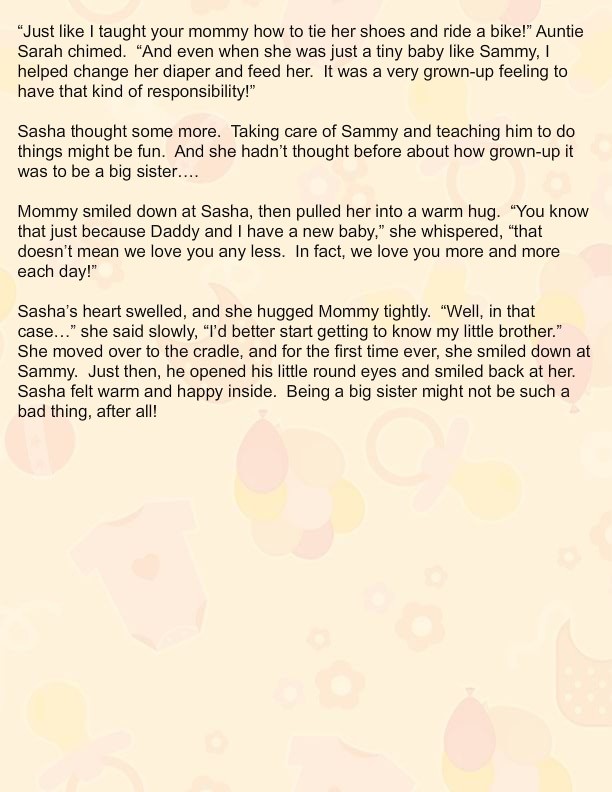 “Just like I taught your mommy how to tie her shoes and ride a bike!” Auntie
Sarah chimed.  “And even when she was just a tiny baby like Sammy, I
helped change her diaper and feed her.  It was a very grown-up feeling to
have that kind of responsibility!”
Sasha thought some more.  Taking care of Sammy and teaching him to do
things might be fun.  And she hadn’t thought before about how grown-up it
was to be a big sister….
Mommy smiled down at Sasha, then pulled her into a warm hug.  “You know
that just because Daddy and I have a new baby,” she whispered, “that
doesn’t mean we love you any less.  In fact, we love you more and more
each day!”
Sasha’s heart swelled, and she hugged Mommy tightly.  “Well, in that
case…” she said slowly, “I’d better start getting to know my little brother.”
She moved over to the cradle, and for the first time ever, she smiled down at
Sammy.  Just then, he opened his little round eyes and smiled back at her.
Sasha felt warm and happy inside.  Being a big sister might not be such a
bad thing, after all!